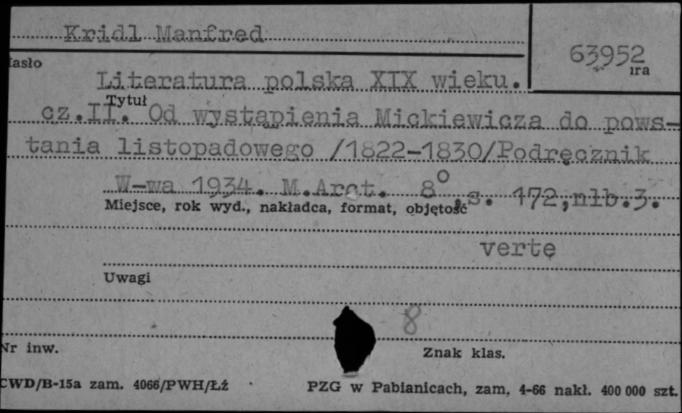 Kridl Manfred
63952
asło
ıra
Literatura polska XIX wieku.
Tytuł
cz.II. Od wystąpienia Mickiewicza do pows-
tania listopadowego /1822-1830/Podręcznik
W-wa 1934. M.Arct. 8°,s. 172,nlb.3.
Miejsce, rok wyd., nakładca, format, objętość
vertę
Uwagi
8
Nr inw.
Znak klas.
CWD/B-15a zam. 4066/PWH/Łź
PZG w Pabianicach, zam, 4-66 nakł. 400 000 szt.